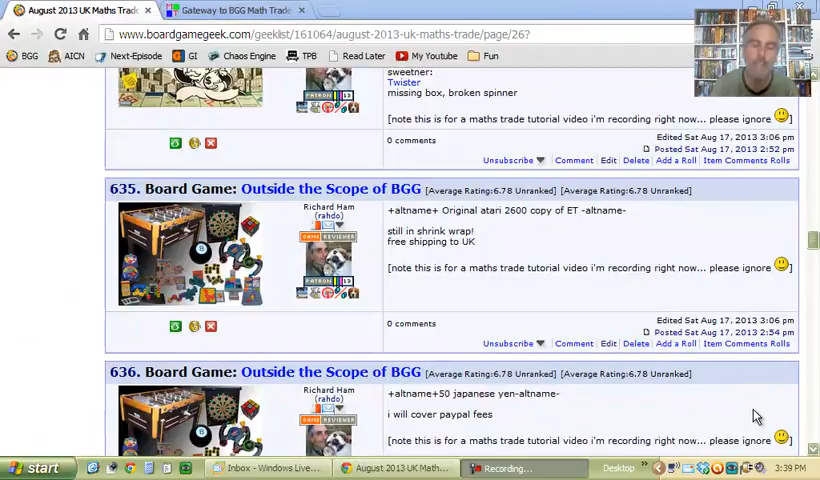 August 2013 UK Maths Trade
Gateway to BGG Math Trade
www.boardgamegeek.com/geeklist/161064/august-2013-uk-maths-trade/page/26?
BGG AICN Next-Episode GI Chaos Engine TPB Read Later My Youtube Fun
sweetner:
Twister
missing box, broken spinner
PATRON 13
[note this is for a maths trade tutorial video i'm recording right now... please ignore ]
0 comments
Edited Sat Aug 17, 2013 3:06 pm
Posted Sat Aug 17, 2013 2:52 pm
Unsubscribe Comment Edit Delete Add a Roll Item Comments Rolls
635. Board Game: Outside the Scope of BGG [Average Rating:6.78 Unranked] [Average Rating:6.78 Unranked]
Richard Ham
(rahdo)
GAME REVIEWER
PATRON 13
+altname+ Original atari 2600 copy of ET -altname-
still in shrink wrap!
free shipping to UK
[note this is for a maths trade tutorial video i'm recording right now... please ignore ]
0 comments
Edited Sat Aug 17, 2013 3:06 pm
Posted Sat Aug 17, 2013 2:54 pm
Unsubscribe Comment Edit Delete Add a Roll Item Comments Rolls
636. Board Game: Outside the Scope of BGG [Average Rating:6.78 Unranked] [Average Rating:6.78 Unranked]
Richard Ham
(rahdo)
GAME REVIEWER
+altname+50 japanese yen-altname-
i will cover paypal fees
[note this is for a maths trade tutorial video i'm recording right now... please ignore ]
start
Inbox - Windows Live...
August 2013 UK Math...
Recording...
Desktop
3:39 PM